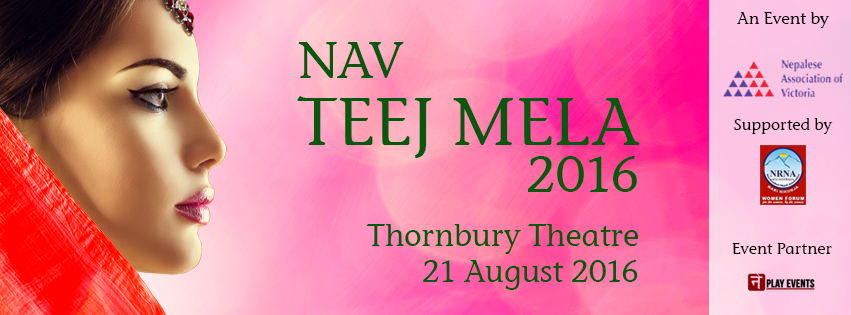 NAV
TEEJ MELA
2016
Thornbury Theatre
21 August 2016
An Event by
Nepalese
Association of
Victoria
Supported by
NRNA
WOMEN FORUM
Event Partner
PLAY EVENTS